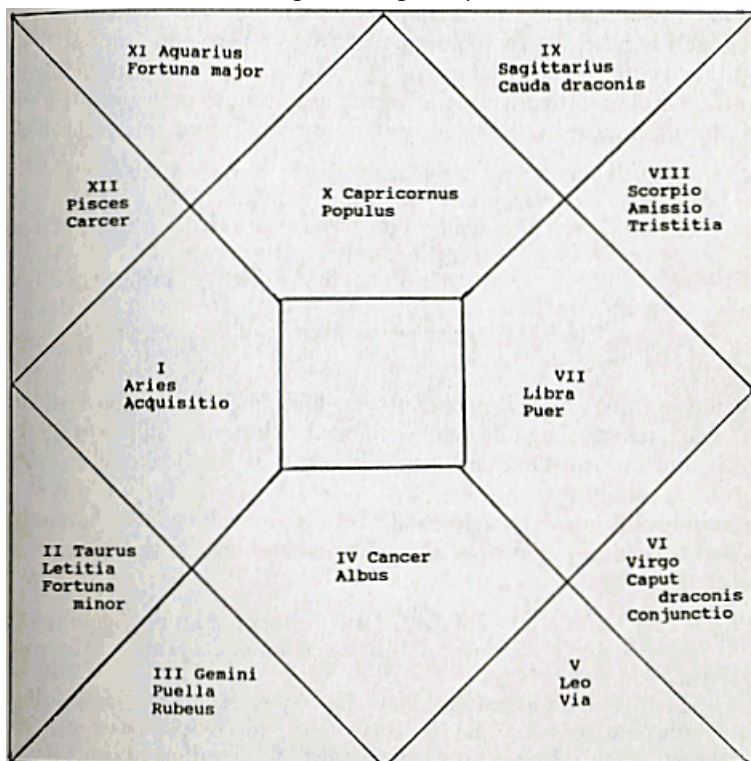 XI Aquarius
Fortuna major
IX
Sagittarius
Cauda draconis
XII
Pisces
Carcer
X Capricornus
Populus
VIII
Scorpio
Amissio
Tristitia
I
Aries
Acquisitio
VII
Libra
Puer
II Taurus
Letitia
Fortuna
minor
IV Cancer
Albus
VI
Virgo
Caput
draconis
Conjunctio
III Gemini
Puella
Rubeus
V
Leo
Via